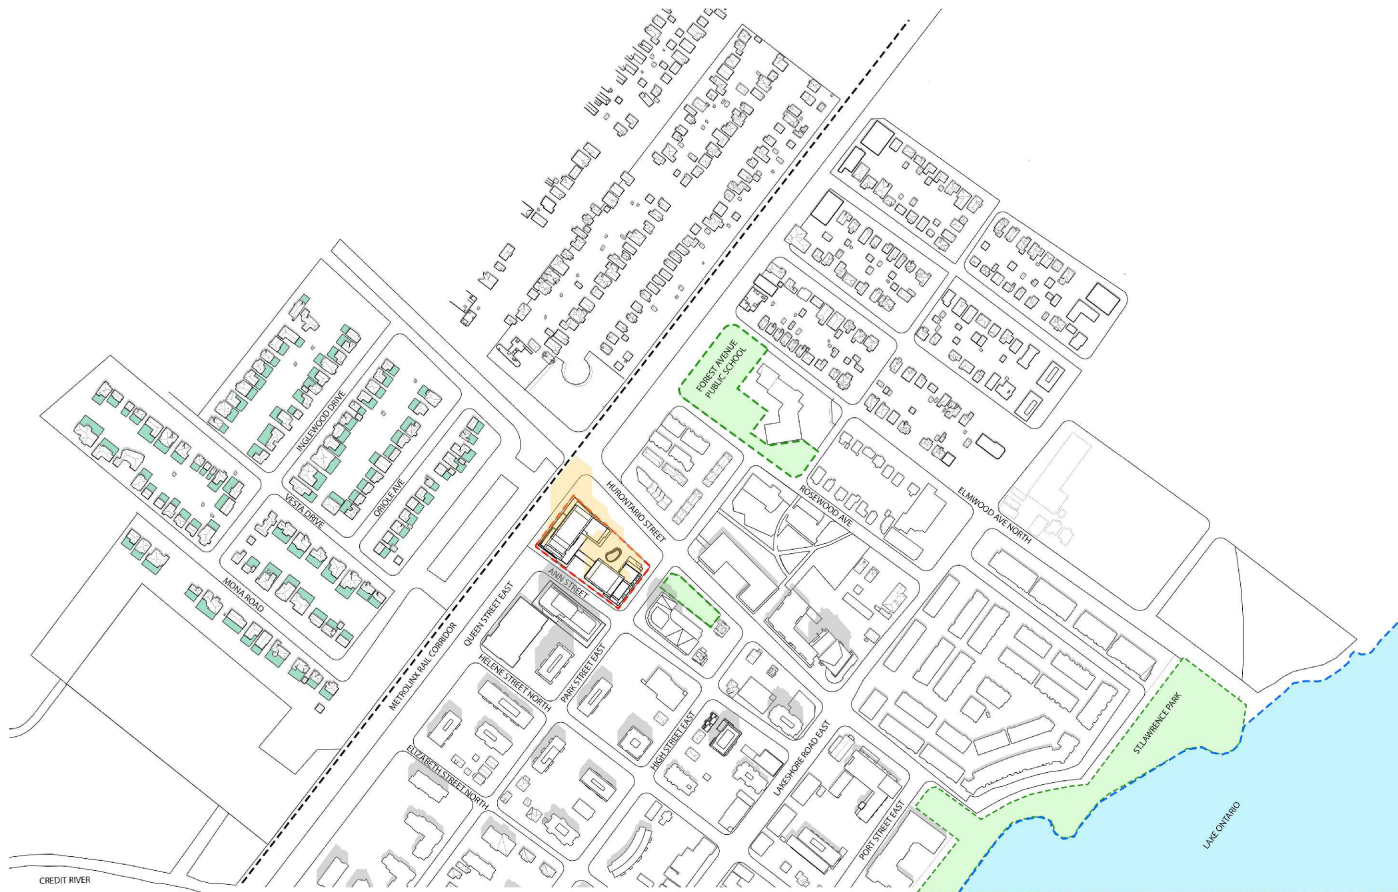 FOREST AVENUE
PUBLIC SCHOOL
INGLEWOOD DRIVE
HURONTARIO STREET
ROSEWOOD AVE
ELMWOOD AVE NORTH
ORIOLE AVE
VESTA DRIVE
MONA ROAD
ANN STREET
QUEEN STREET EAST
METROLINX RAIL CORRIDOR
HELENE STREET NORTH
PARK STREET EAST
HIGH STREET EAST
LAKESHORE ROAD EAST
ELIZABETH STREET NORTH
PORT STREET EAST
ST.LAWRENCE PARK
LAKE ONTARIO
CREDIT RIVER